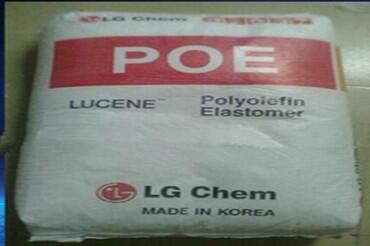 LG Chem
POE
LUCENE™ Polyolefin
Elastomer
LG Chem
MADE IN KOREA